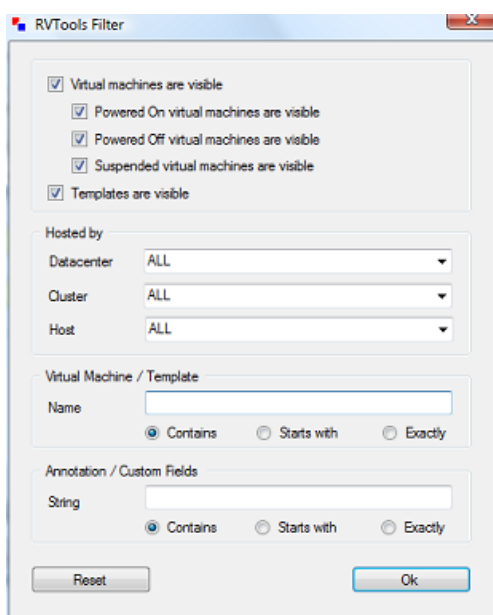 RVTools Filter
Virtual machines are visible
Powered On virtual machines are visible
Powered Off virtual machines are visible
Suspended virtual machines are visible
Templates are visible
Hosted by
Datacenter ALL
Cluster ALL
Host ALL
Virtual Machine / Template
Name
Contains Starts with Exactly
Annotation / Custom Fields
String
Contains Starts with Exactly
Reset Ok